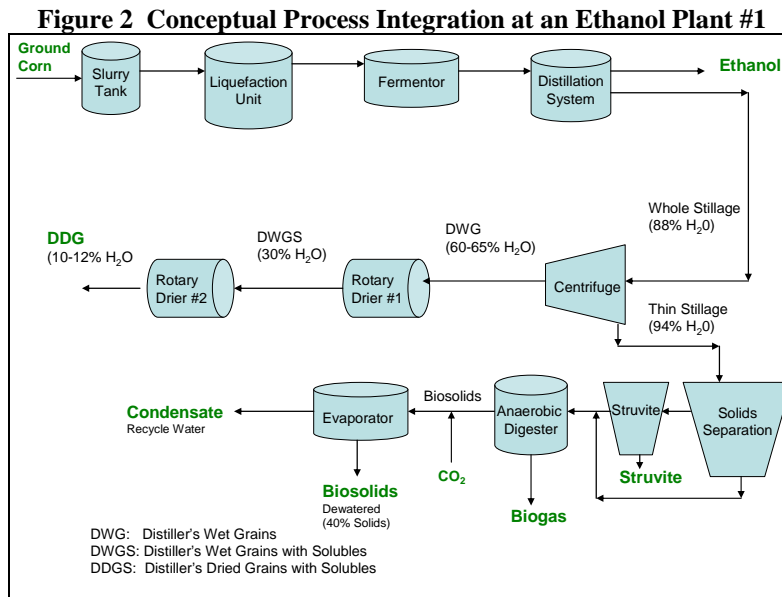 Figure 2 Conceptual Process Integration at an Ethanol Plant #1
Ground
Corn
Slurry
Tank
Liquefaction
Unit
Fermentor
Distillation
System
Ethanol
Whole Stillage
(88% H₂0)
DDG
(10-12% H₂O
DWGS
(30% H₂O)
DWG
(60-65% H₂O)
Rotary
Drier #2
Rotary
Drier #1
Centrifuge
Thin Stillage
(94% H₂0)
Condensate
Recycle Water
Evaporator
Biosolids
Anaerobic
Digester
Struvite
Solids
Separation
Biosolids
Dewatered
(40% Solids)
CO₂
Biogas
Struvite
DWG: Distiller's Wet Grains
DWGS: Distiller's Wet Grains with Solubles
DDGS: Distiller's Dried Grains with Solubles